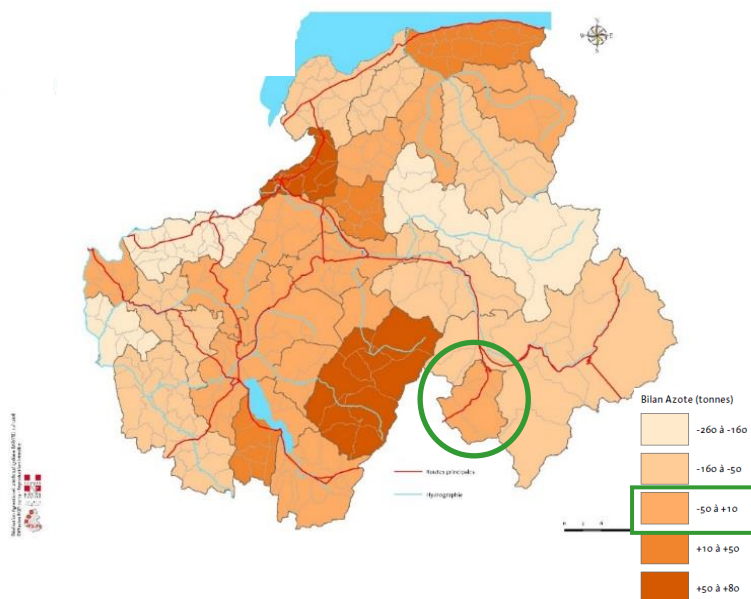 Bilan Azote (tonnes)
-260 à -160
-160 à -50
-50 à +10
+10 à +50
+50 à +80
Routes principales
Hydrographie